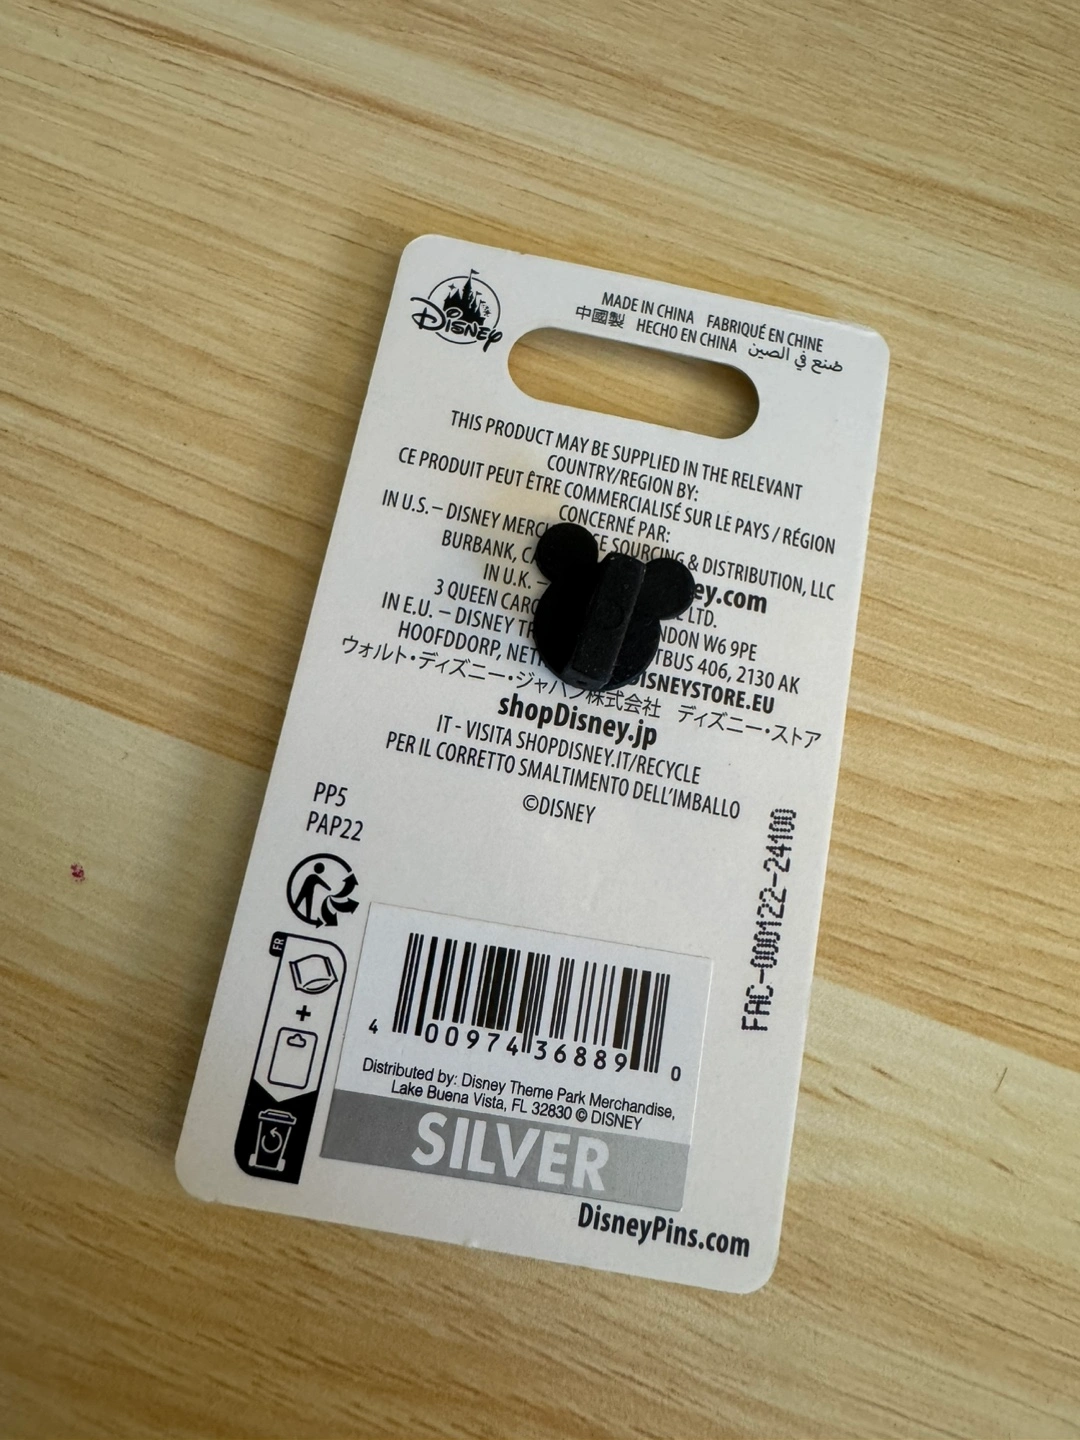 Disney
MADE IN CHINA FABRIQUÉ EN CHINE
中國製 HECHO EN CHINA صنع في الصين
THIS PRODUCT MAY BE SUPPLIED IN THE RELEVANT
COUNTRY/REGION BY:
CE PRODUIT PEUT ÊTRE COMMERCIALISÉ SUR LE PAYS / RÉGION
CONCERNÉ PAR:
IN U.S. – DISNEY SOURCING & DISTRIBUTION, LLC
BURBANK, ey.com
IN U.K. – LTD.
3 QUEEN W6 9PE
IN E.U. – DISNEY 406, 2130 AK
HOOFDDORP, DISNEYSTORE.EU
ウォルト・ディズニー・ジャパン株式会社 ディズニー・ストア
shopDisney.jp
IT - VISITA SHOPDISNEY.IT/RECYCLE
PER IL CORRETTO SMALTIMENTO DELL'IMBALLO
©DISNEY
PP5
PAP22
FAC-000122-24100
FR
+
4 00974 36889 0
Distributed by: Disney Theme Park Merchandise,
Lake Buena Vista, FL 32830 © DISNEY
SILVER
DisneyPins.com